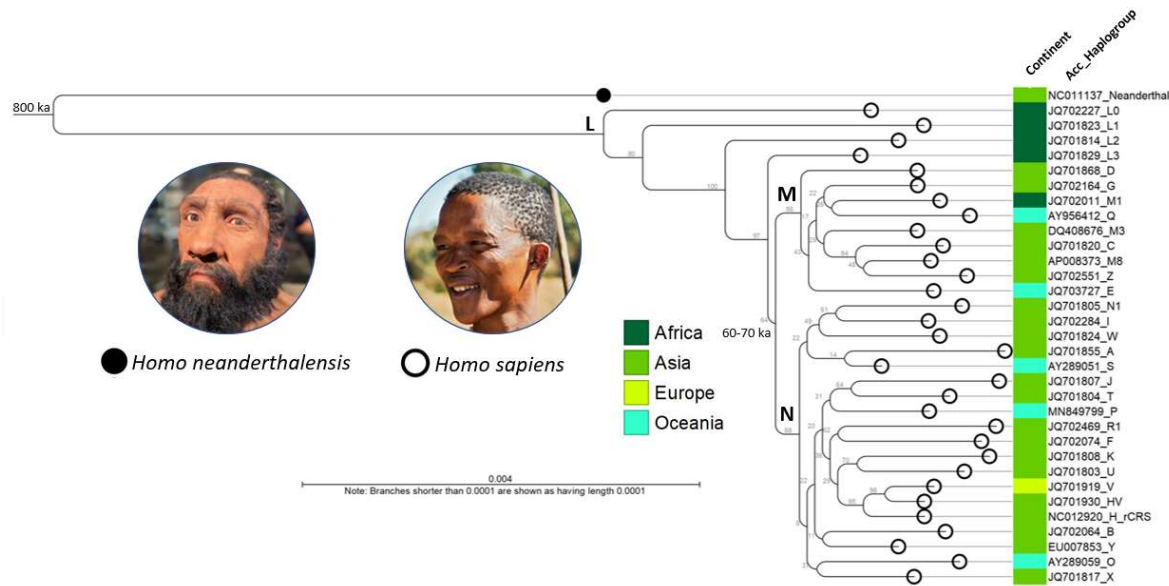 Continent
Acc_Haplogroup
800 ka
L
M
N
60-70 ka
NC011137_Neanderthal
JQ702227_L0
JQ701823_L1
JQ701814_L2
JQ701829_L3
JQ701868_D
JQ702164_G
JQ702011_M1
AY956412_Q
DQ408676_M3
JQ701820_C
AP008373_M8
JQ702551_Z
JQ703727_E
JQ701805_N1
JQ702284_I
JQ701824_W
JQ701855_A
AY289051_S
JQ701807_J
JQ701804_T
MN849799_P
JQ702469_R1
JQ702074_F
JQ701808_K
JQ701803_U
JQ701919_V
JQ701930_HV
NC012920_H_rCRS
JQ702064_B
EU007853_Y
AY289059_O
JQ701817_X
Homo neanderthalensis
Homo sapiens
Africa
Asia
Europe
Oceania
0.004
Note: Branches shorter than 0.0001 are shown as having length 0.0001